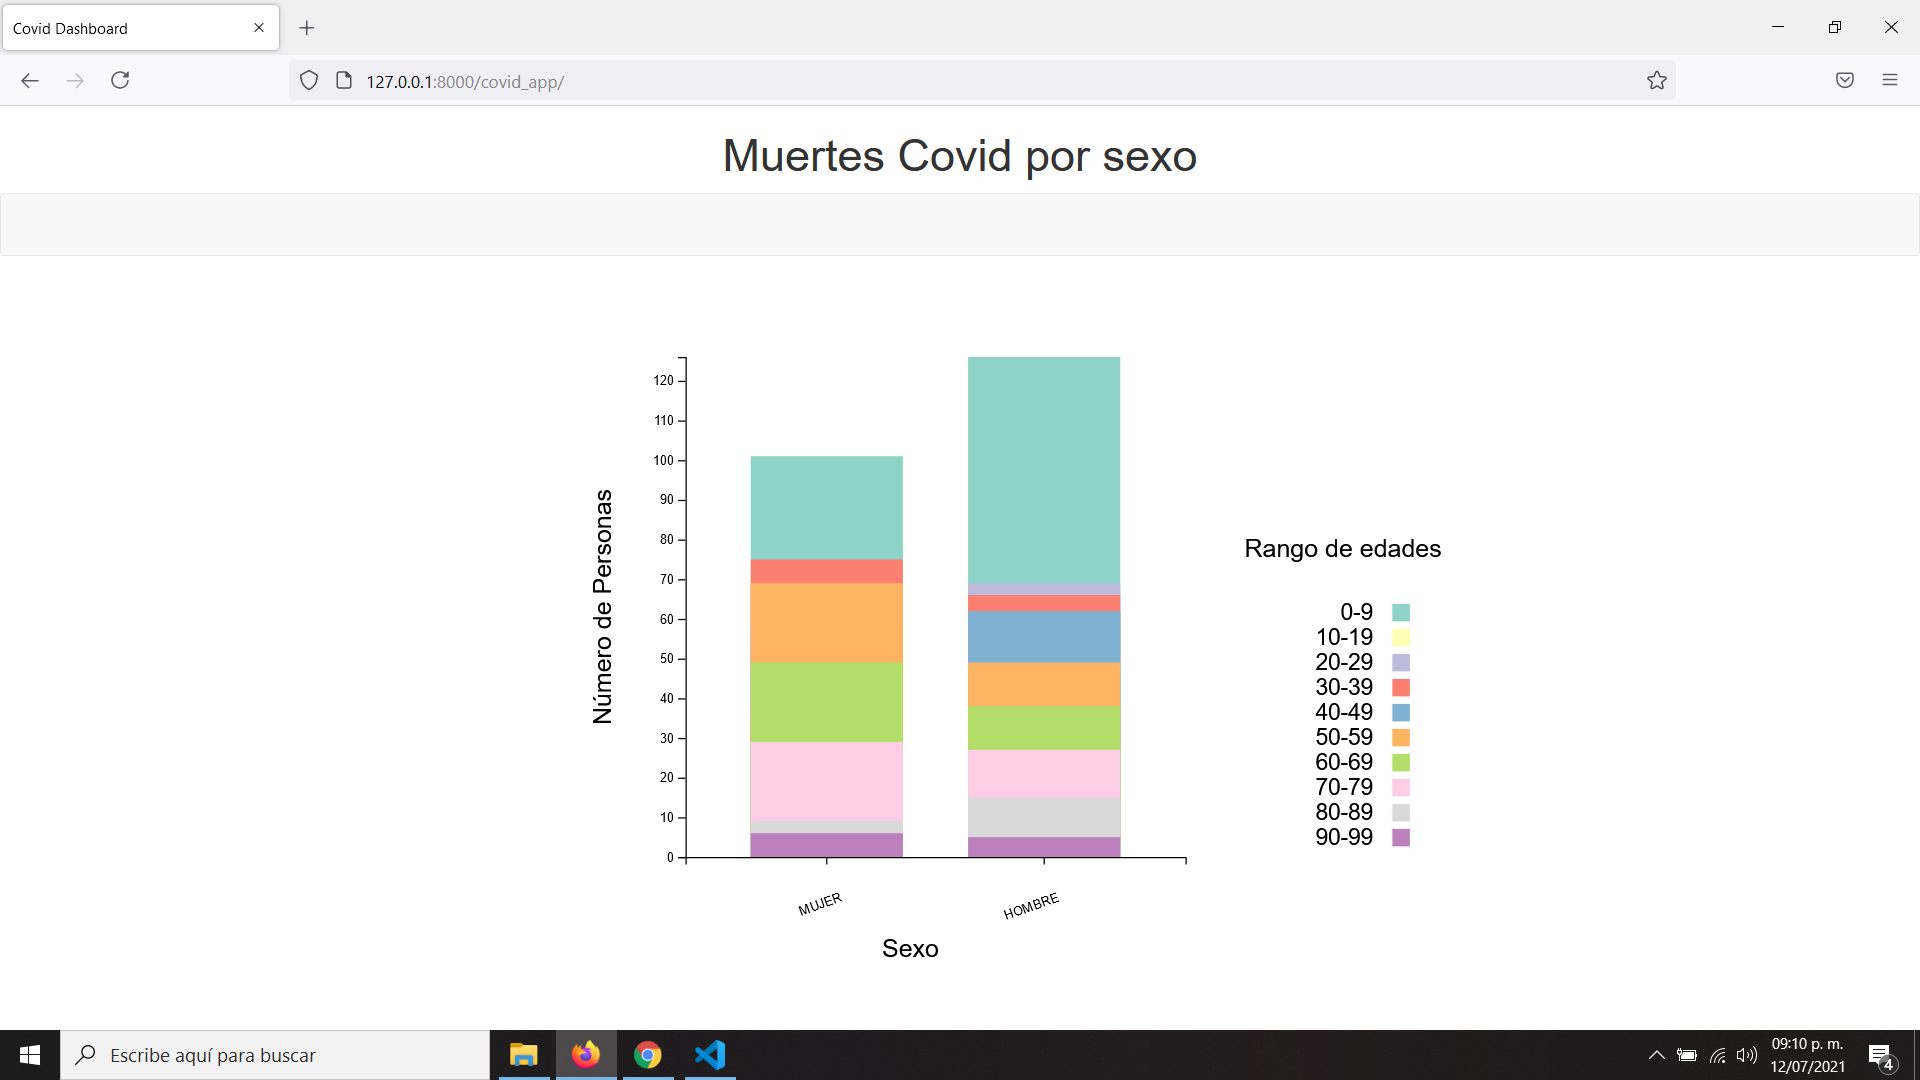 Covid Dashboard
127.0.0.1:8000/covid_app/
Muertes Covid por sexo
120
110
100
90
80
70
60
50
40
30
20
10
0
Número de Personas
MUJER
HOMBRE
Sexo
Rango de edades
0-9
10-19
20-29
30-39
40-49
50-59
60-69
70-79
80-89
90-99
Escribe aquí para buscar
09:10 p. m.
12/07/2021
4